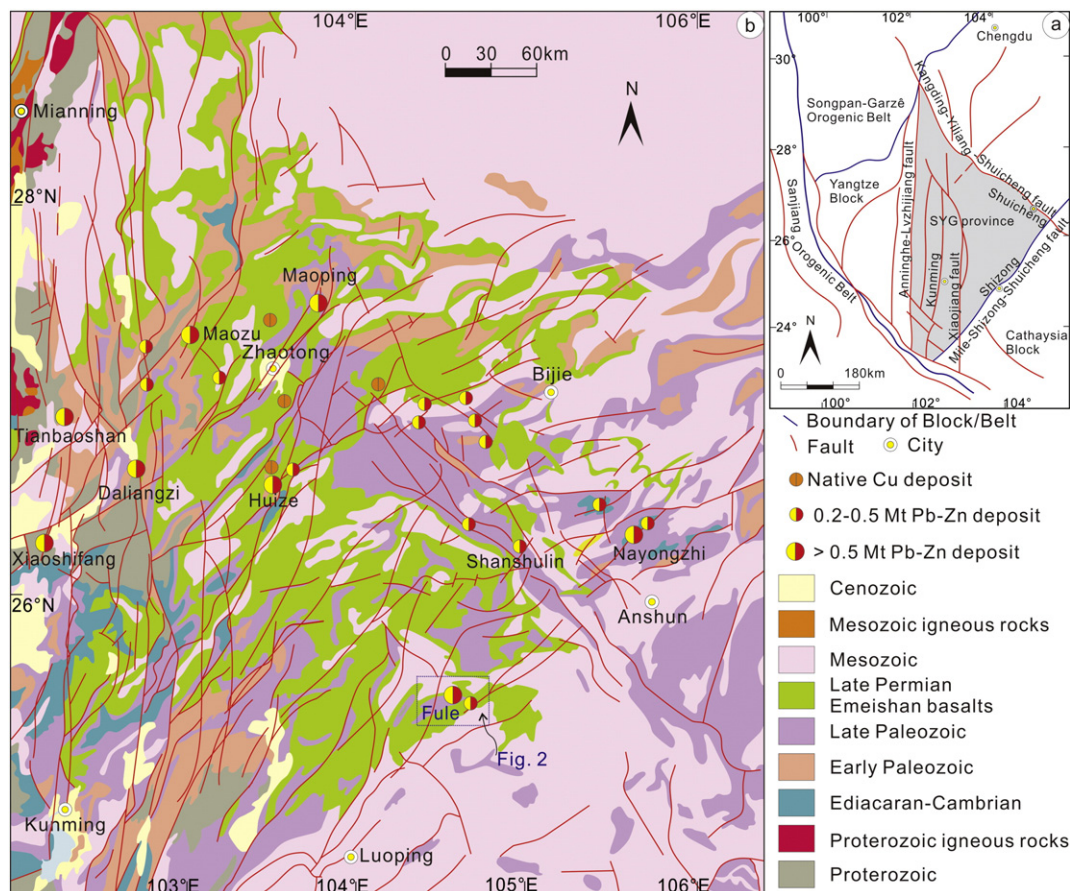 104°E
106°E
b
0 30 60km
N
Mianning
28°N
Maoping
Maozu
Zhaotong
Bijie
Tianbaoshan
Daliangzi
Huize
Xiaoshifang
Shanshulin
Nayongzhi
26°N
Anshun
Fule
Fig. 2
Kunming
Luoping
103°E
104°E
105°E
106°E
a
100°
102°
104°
Chengdu
30°
Songpan-Garzê
Orogenic Belt
Kangding-Yiliang -Shuicheng fault
28°
Yangtze
Block
Shuicheng
SYG province
Sanjiang Orogenic Belt
Anninghe-Lvzhijiang fault
26°
Kunming
Xiaojiang fault
Shizong
Mile-Shizong-Shuicheng fault
24°
N
Cathaysia
Block
0 180km
100°
102°
104°
Boundary of Block/Belt
Fault
City
Native Cu deposit
0.2-0.5 Mt Pb-Zn deposit
> 0.5 Mt Pb-Zn deposit
Cenozoic
Mesozoic igneous rocks
Mesozoic
Late Permian
Emeishan basalts
Late Paleozoic
Early Paleozoic
Ediacaran-Cambrian
Proterozoic igneous rocks
Proterozoic